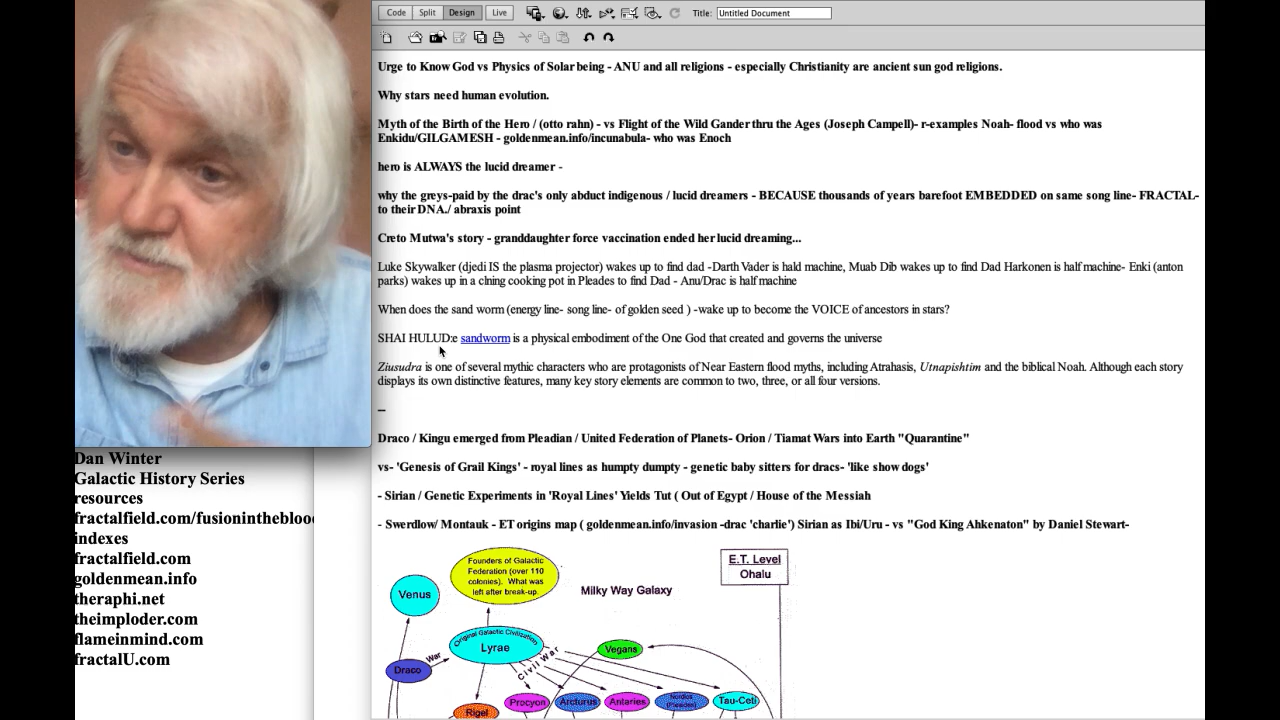 Code Split Design Live Title: Untitled Document
Urge to Know God vs Physics of Solar being - ANU and all religions - especially Christianity are ancient sun god religions.
Why stars need human evolution.
Myth of the Birth of the Hero / (otto rahn) - vs Flight of the Wild Gander thru the Ages (Joseph Campell)- r-examples Noah- flood vs who was
Enkidu/GILGAMESH - goldenmean.info/incunabula- who was Enoch
hero is ALWAYS the lucid dreamer -
why the greys-paid by the drac's only abduct indigenous / lucid dreamers - BECAUSE thousands of years barefoot EMBEDDED on same song line- FRACTAL-
to their DNA./ abraxis point
Creto Mutwa's story - granddaughter force vaccination ended her lucid dreaming...
Luke Skywalker (djedi IS the plasma projector) wakes up to find dad -Darth Vader is hald machine, Muab Dib wakes up to find Dad Harkonen is half machine- Enki (anton
parks) wakes up in a clning cooking pot in Pleades to find Dad - Anu/Drac is half machine
When does the sand worm (energy line- song line- of golden seed ) -wake up to become the VOICE of ancestors in stars?
SHAI HULUD:e sandworm is a physical embodiment of the One God that created and governs the universe
Ziusudra is one of several mythic characters who are protagonists of Near Eastern flood myths, including Atrahasis, Utnapishtim and the biblical Noah. Although each story
displays its own distinctive features, many key story elements are common to two, three, or all four versions.
--
Draco / Kingu emerged from Pleadian / United Federation of Planets- Orion / Tiamat Wars into Earth "Quarantine"
vs- 'Genesis of Grail Kings' - royal lines as humpty dumpty - genetic baby sitters for dracs- 'like show dogs'
- Sirian / Genetic Experiments in 'Royal Lines' Yields Tut ( Out of Egypt / House of the Messiah
- Swerdlow/ Montauk - ET origins map ( goldenmean.info/invasion -drac 'charlie') Sirian as Ibi/Uru - vs "God King Ahkenaton" by Daniel Stewart-
Dan Winter
Galactic History Series
resources
fractalfield.com/fusionintheblood
indexes
fractalfield.com
goldenmean.info
theraphi.net
theimploder.com
flameinmind.com
fractalU.com
Founders of Galactic
Federation (over 110
colonies). What was
left after break-up.
E.T. Level
Ohalu
Venus
Milky Way Galaxy
Original Galactic Civilization
Lyrae
Vegans
War
Civil War
Draco
Procyon
Arcturus
Antaries
Nordics
(Pleiades)
Tau-Ceti
Rigel